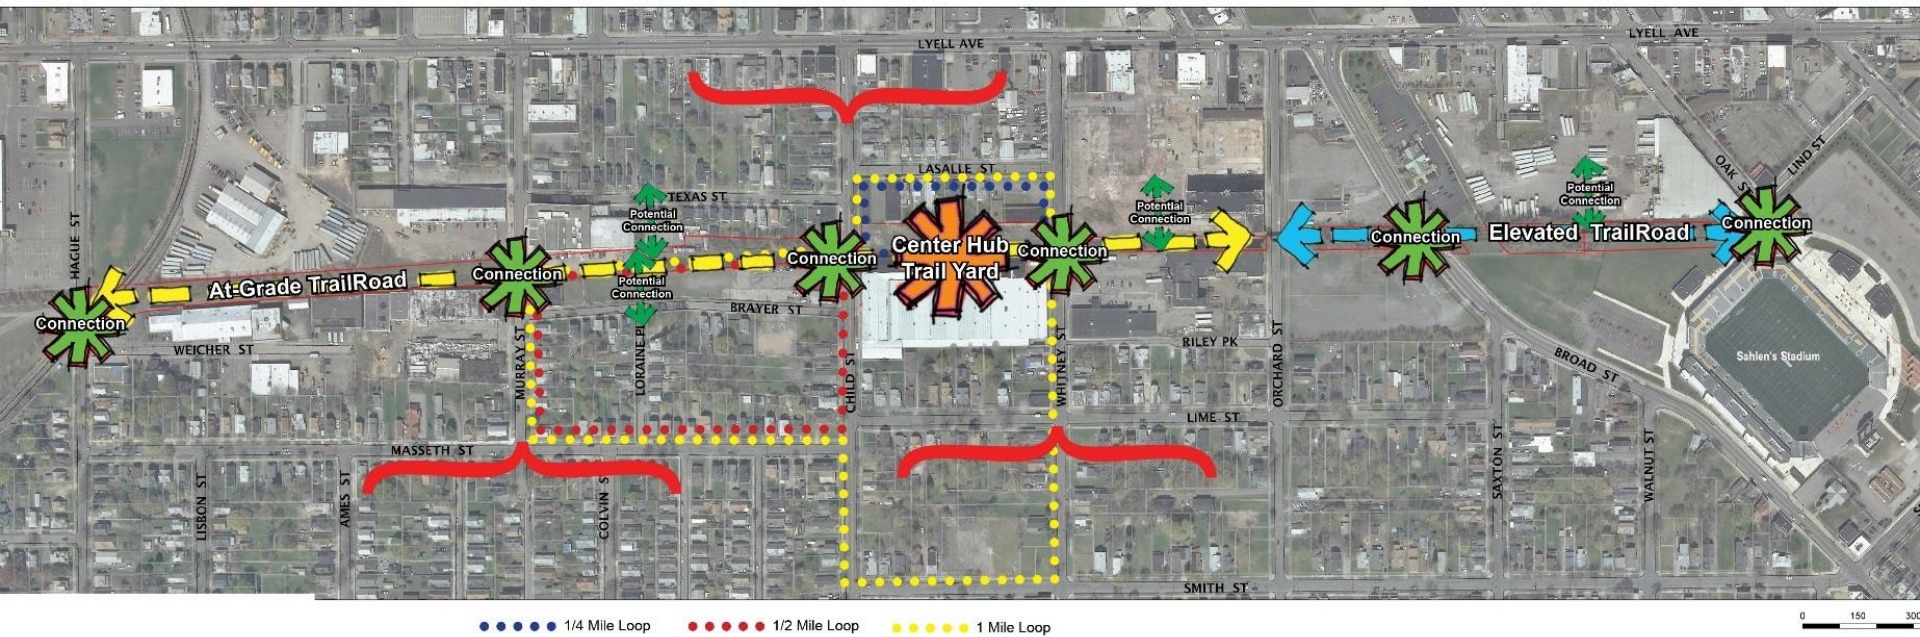 LYELL AVE
LYELL AVE
LASALLE ST
OAK ST
LIND ST
TEXAS ST
Potential
Connection
Potential
Connection
Potential
Connection
HAGUE ST
Connection
Connection
Connection
Center Hub
Trail Yard
Connection
Connection
Elevated TrailRoad
Connection
At-Grade TrailRoad
Potential
Connection
BRAYER ST
WEICHER ST
MURRAY ST
LORAINE PL
CHILD ST
WHITNEY ST
RILEY PK
ORCHARD ST
BROAD ST
Sahlen's Stadium
LIME ST
MASSETH ST
LISBON ST
AMES ST
COLVIN S
SAXTON ST
WALNUT ST
SMITH ST
1/4 Mile Loop
1/2 Mile Loop
1 Mile Loop
0 150 300